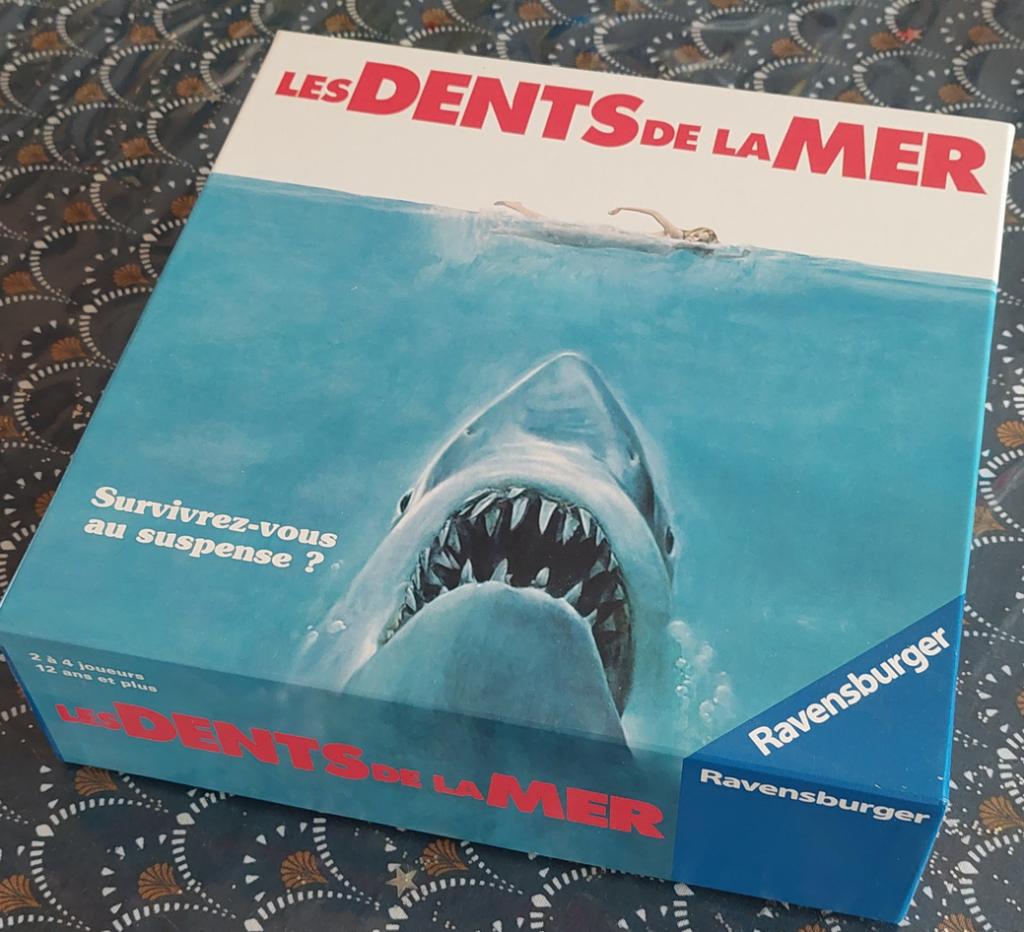 LES DENTS DE LA MER
Survivrez-vous
au suspense ?
Ravensburger
2 à 4 joueurs
12 ans et plus
LES DENTS DE LA MER
Ravensburger